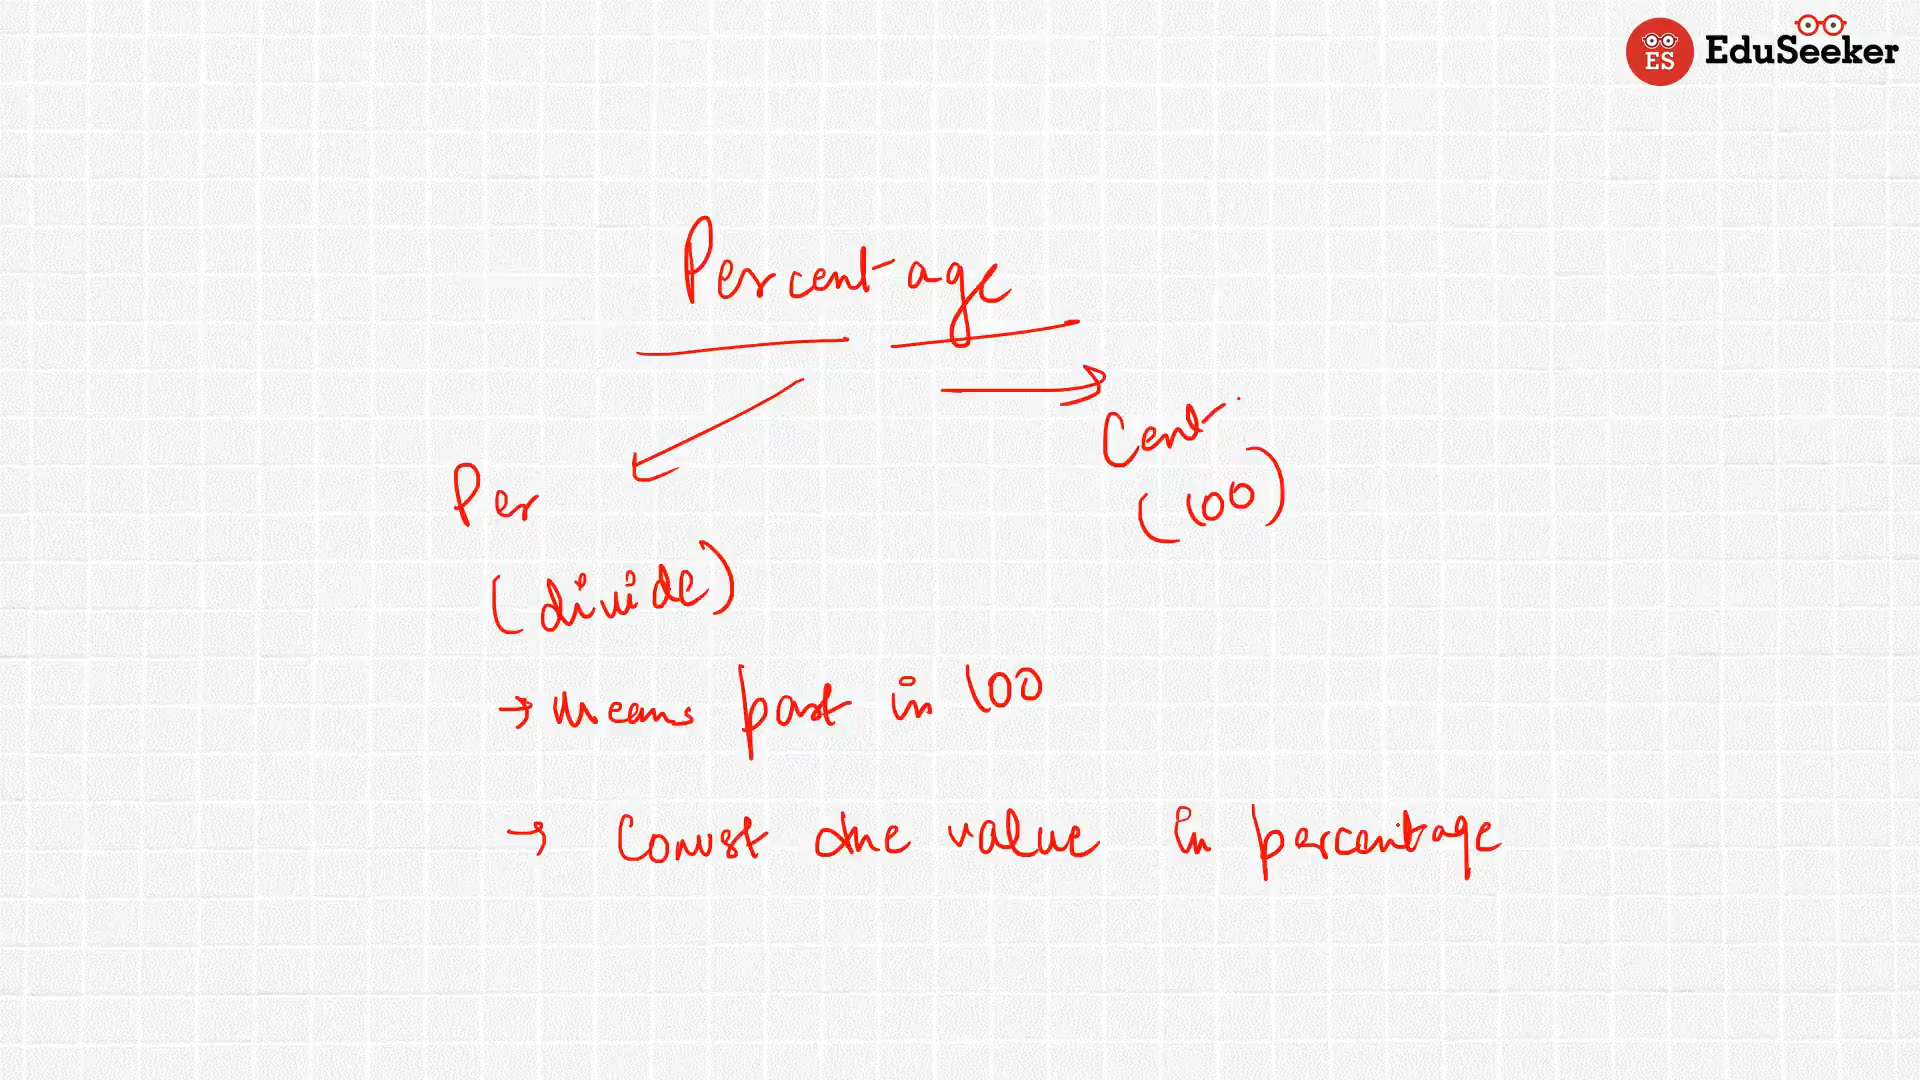 ES EduSeeker
Percentage
Cent
Per
(100)
(divide)
→ means part in 100
→ Convert the value in percentage